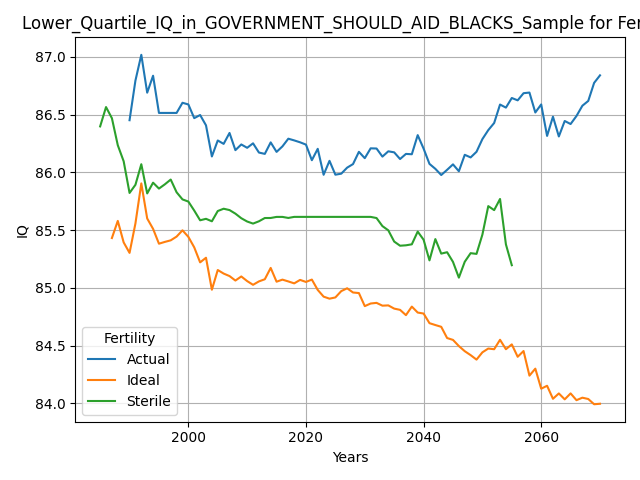 Lower_Quartile_IQ_in_GOVERNMENT_SHOULD_AID_BLACKS_Sample for Fer
87.0
86.5
86.0
85.5
85.0
84.5
84.0
IQ
Fertility
Actual
Ideal
Sterile
2000
2020
2040
2060
Years